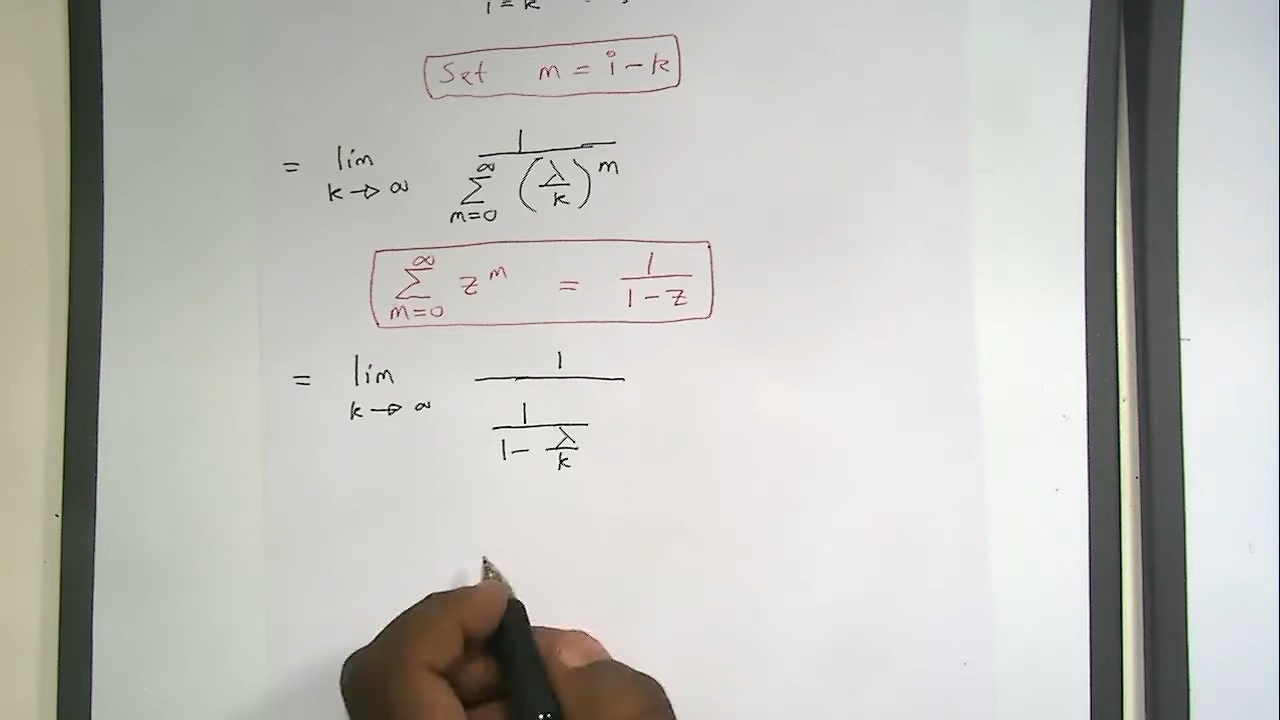 i = k
Set m = i - k
= lim k→∞ 1 / ∑_{m=0}^{∞} (λ/k)^m
∑_{m=0}^{∞} z^m = 1 / (1 - z)
= lim k→∞ 1 / (1 / (1 - λ/k))